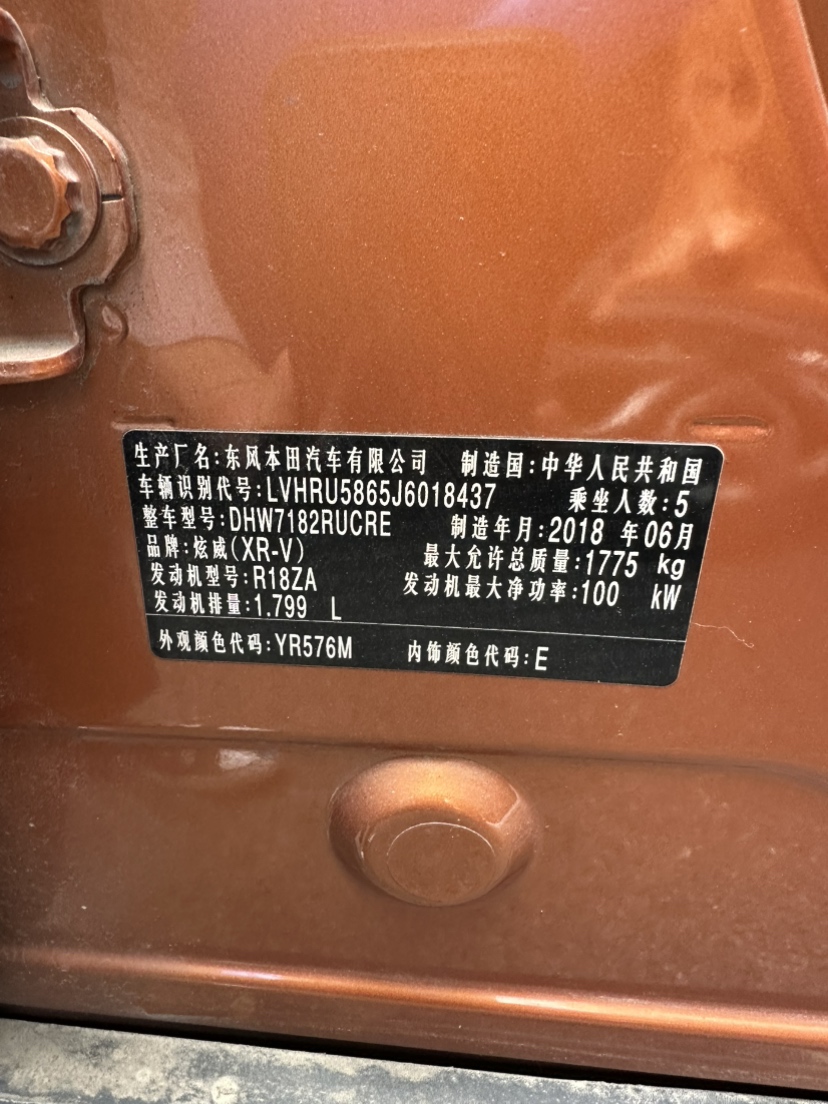 生产厂名:东风本田汽车有限公司 制造国:中华人民共和国
车辆识别代号:LVHRU5865J6018437 乘坐人数:5
整车型号:DHW7182RUCRE 制造年月:2018 年06月
品牌:炫威(XR-V) 最大允许总质量:1775 kg
发动机型号:R18ZA 发动机最大净功率:100 kW
发动机排量:1.799 L
外观颜色代码:YR576M 内饰颜色代码:E